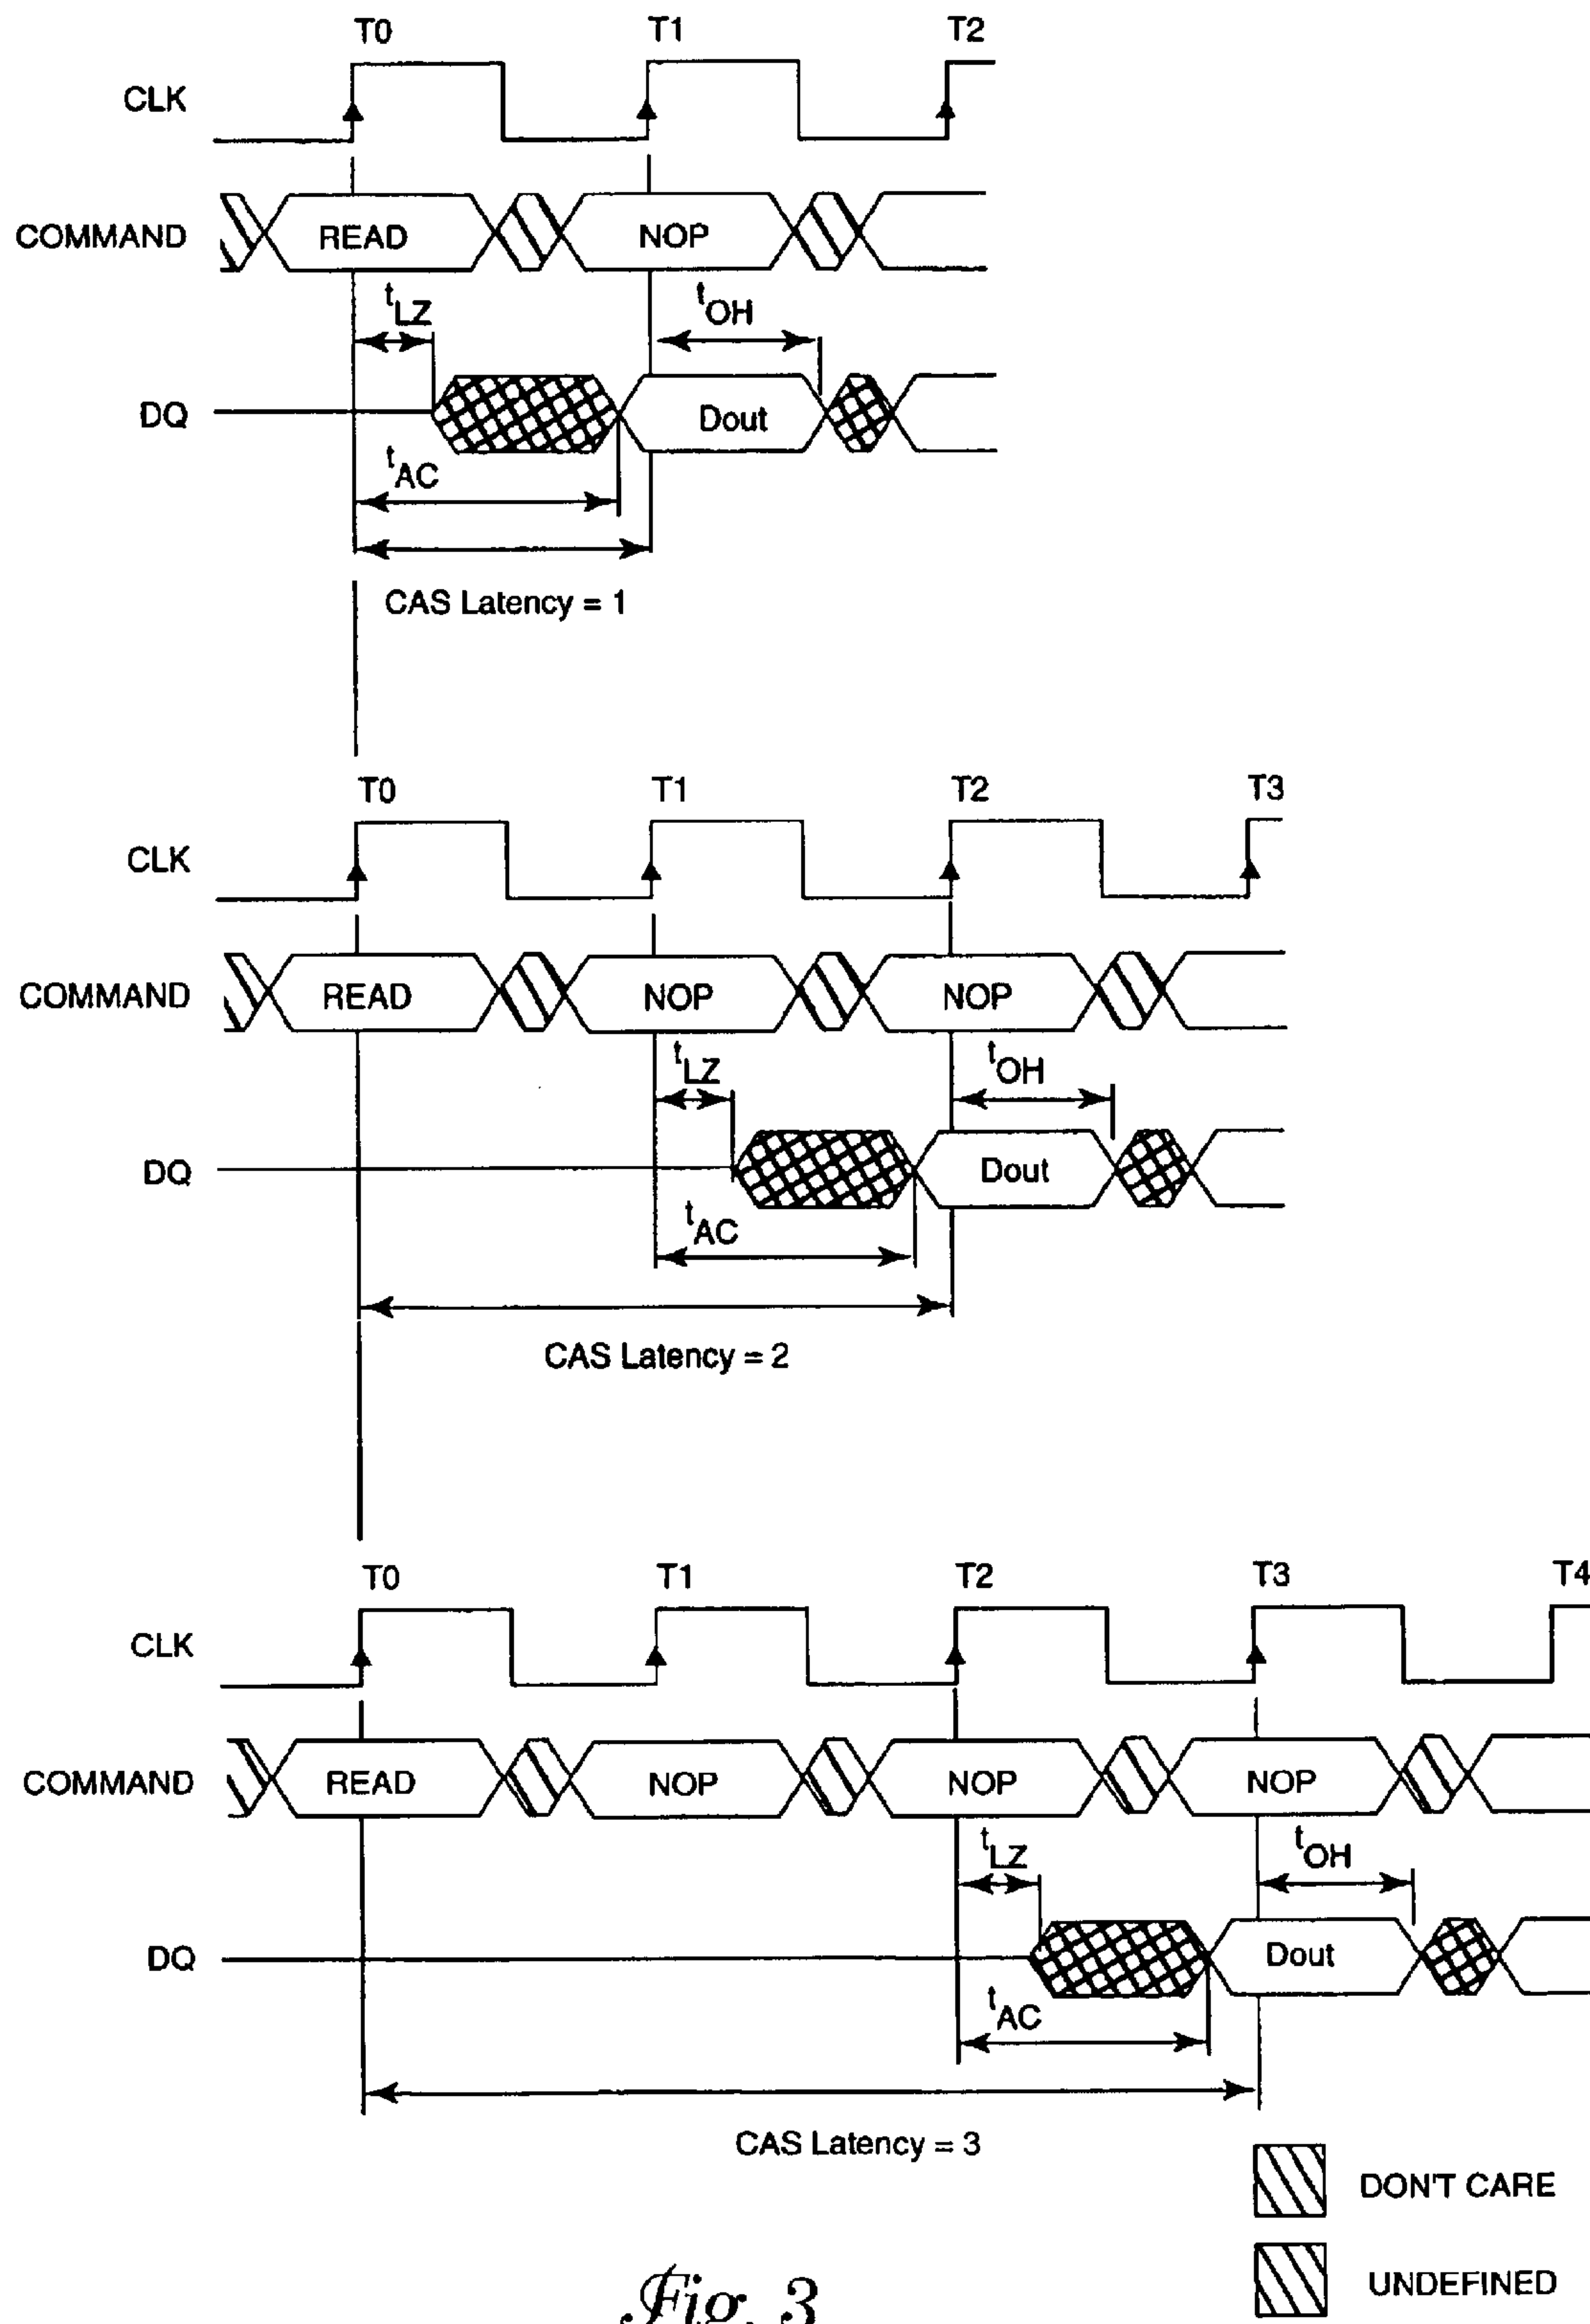 T0 T1 T2
CLK
COMMAND READ NOP
tLZ tOH
DQ Dout
tAC
CAS Latency = 1
T0 T1 T2 T3
CLK
COMMAND READ NOP NOP
tLZ tOH
DQ Dout
tAC
CAS Latency = 2
T0 T1 T2 T3 T4
CLK
COMMAND READ NOP NOP NOP
tLZ tOH
DQ Dout
tAC
CAS Latency = 3
DON'T CARE
UNDEFINED
Fig. 3